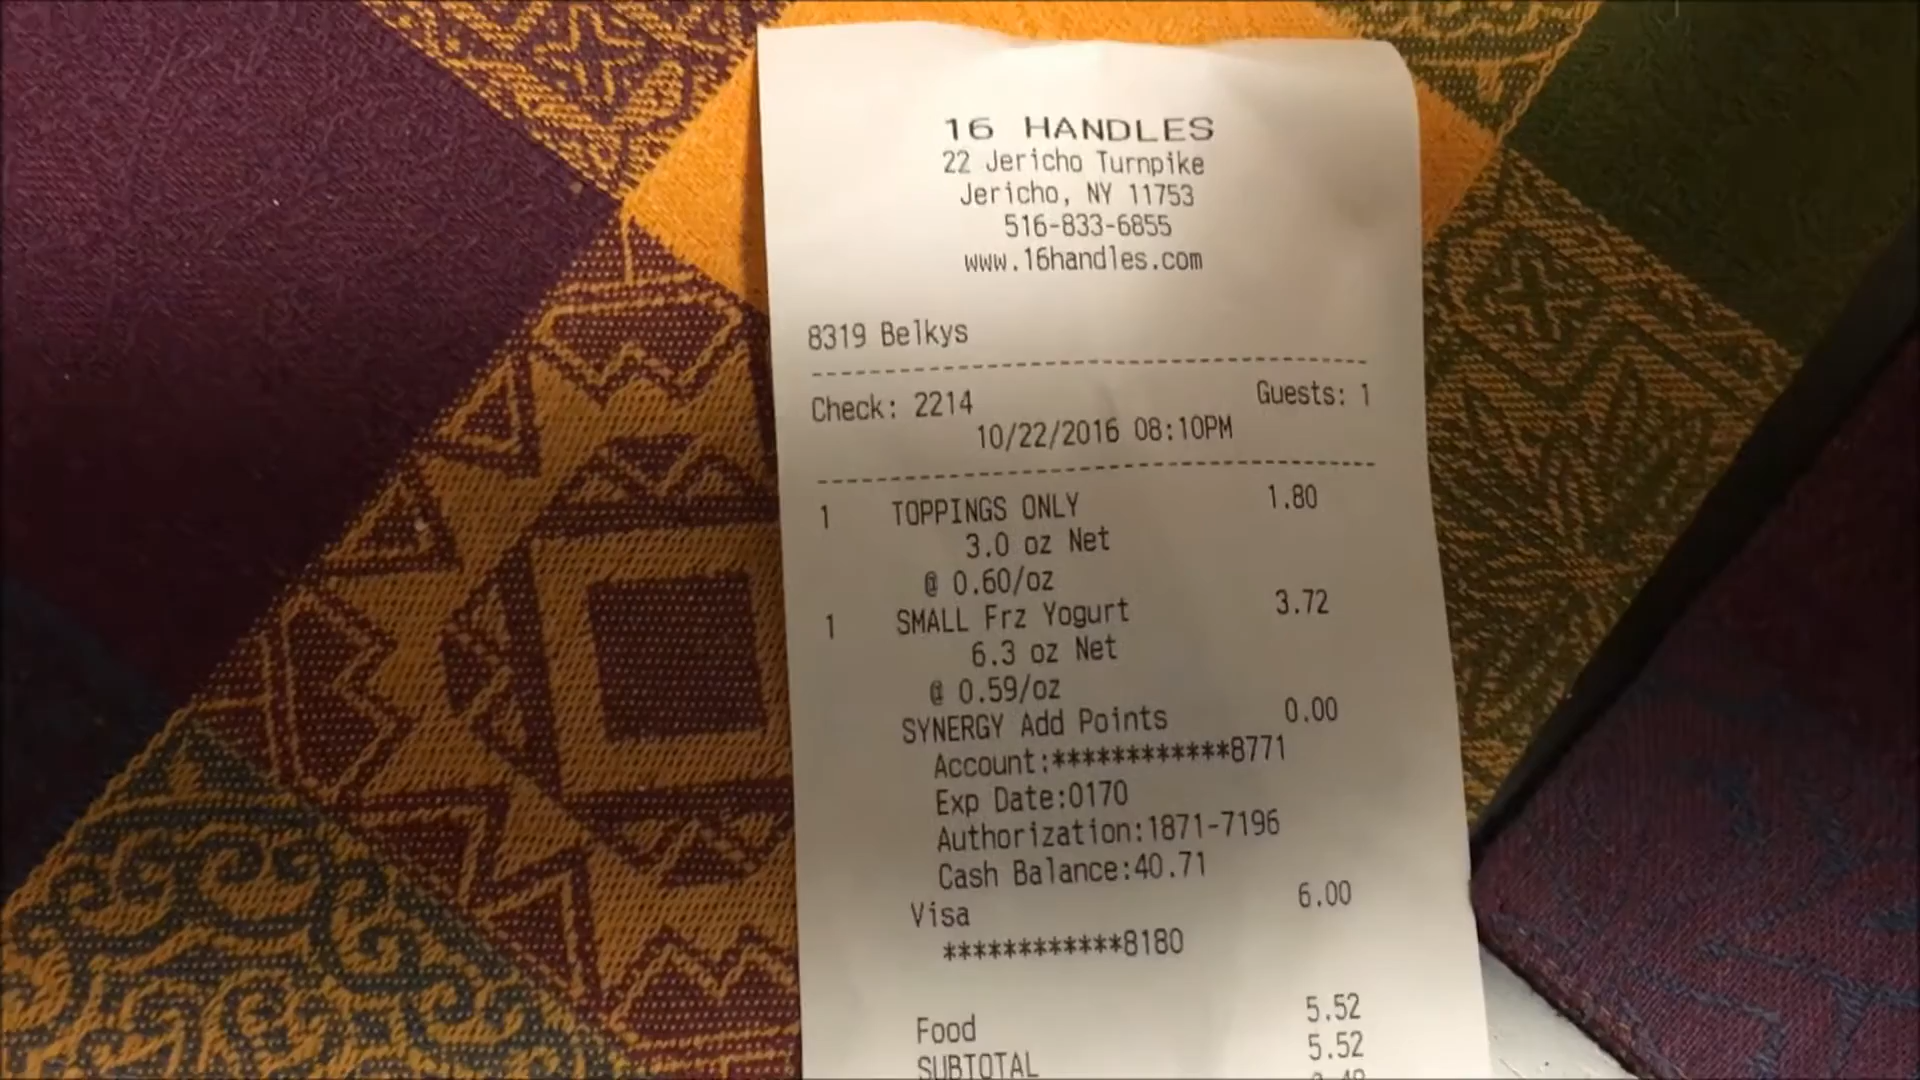 16 HANDLES
22 Jericho Turnpike
Jericho, NY 11753
516-833-6855
www.16handles.com
8319 Belkys
Check: 2214 Guests: 1
10/22/2016 08:10PM
1 TOPPINGS ONLY 1.80
3.0 oz Net
@ 0.60/oz
1 SMALL Frz Yogurt 3.72
6.3 oz Net
@ 0.59/oz
SYNERGY Add Points 0.00
Account:************8771
Exp Date:0170
Authorization:1871-7196
Cash Balance:40.71
Visa 6.00
************8180
Food 5.52
SUBTOTAL 5.52